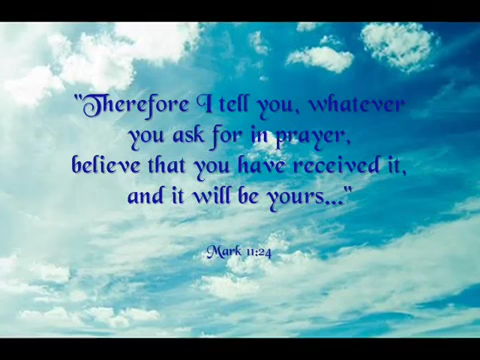 "Therefore I tell you, whatever
you ask for in prayer,
believe that you have received it,
and it will be yours..."
Mark 11:24